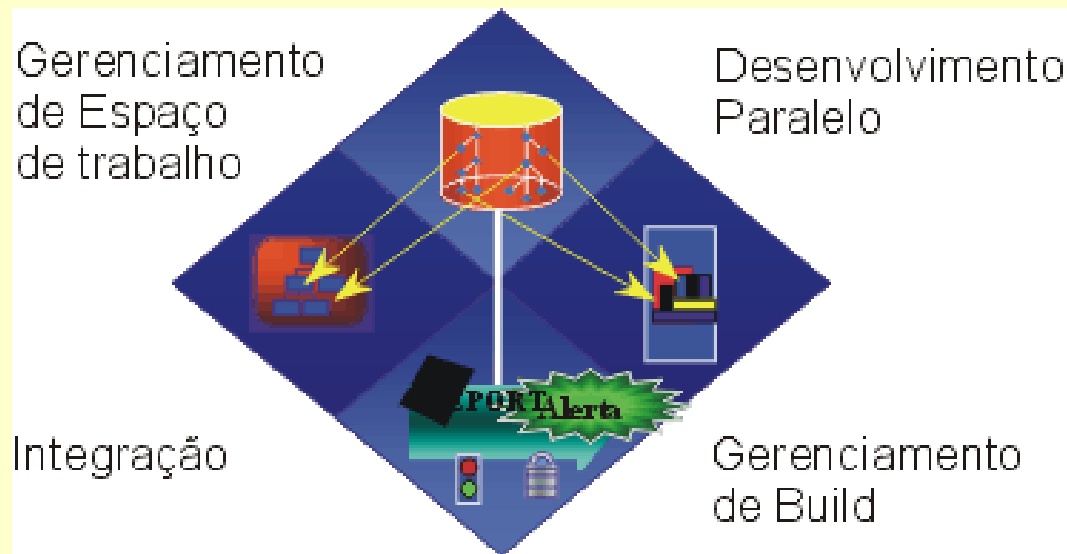 Gerenciamento
de Espaço
de trabalho
Desenvolvimento
Paralelo
Alerta
Integração
Gerenciamento
de Build